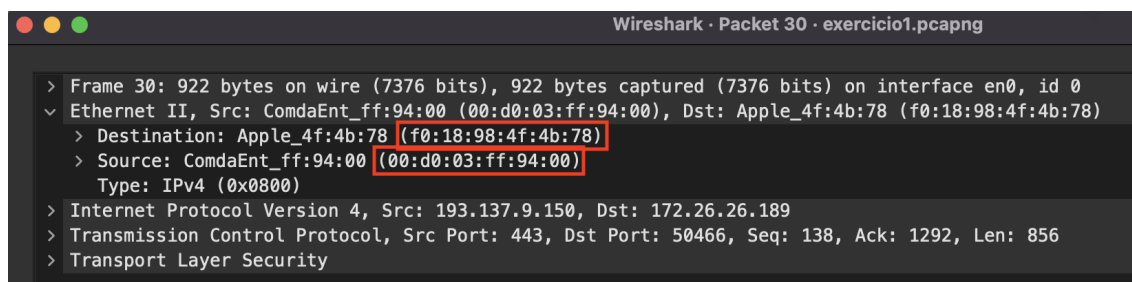 Wireshark · Packet 30 · exercicio1.pcapng
> Frame 30: 922 bytes on wire (7376 bits), 922 bytes captured (7376 bits) on interface en0, id 0
Ethernet II, Src: ComdaEnt_ff:94:00 (00:d0:03:ff:94:00), Dst: Apple_4f:4b:78 (f0:18:98:4f:4b:78)
> Destination: Apple_4f:4b:78 (f0:18:98:4f:4b:78)
> Source: ComdaEnt_ff:94:00 (00:d0:03:ff:94:00)
Type: IPv4 (0x0800)
> Internet Protocol Version 4, Src: 193.137.9.150, Dst: 172.26.26.189
> Transmission Control Protocol, Src Port: 443, Dst Port: 50466, Seq: 138, Ack: 1292, Len: 856
> Transport Layer Security